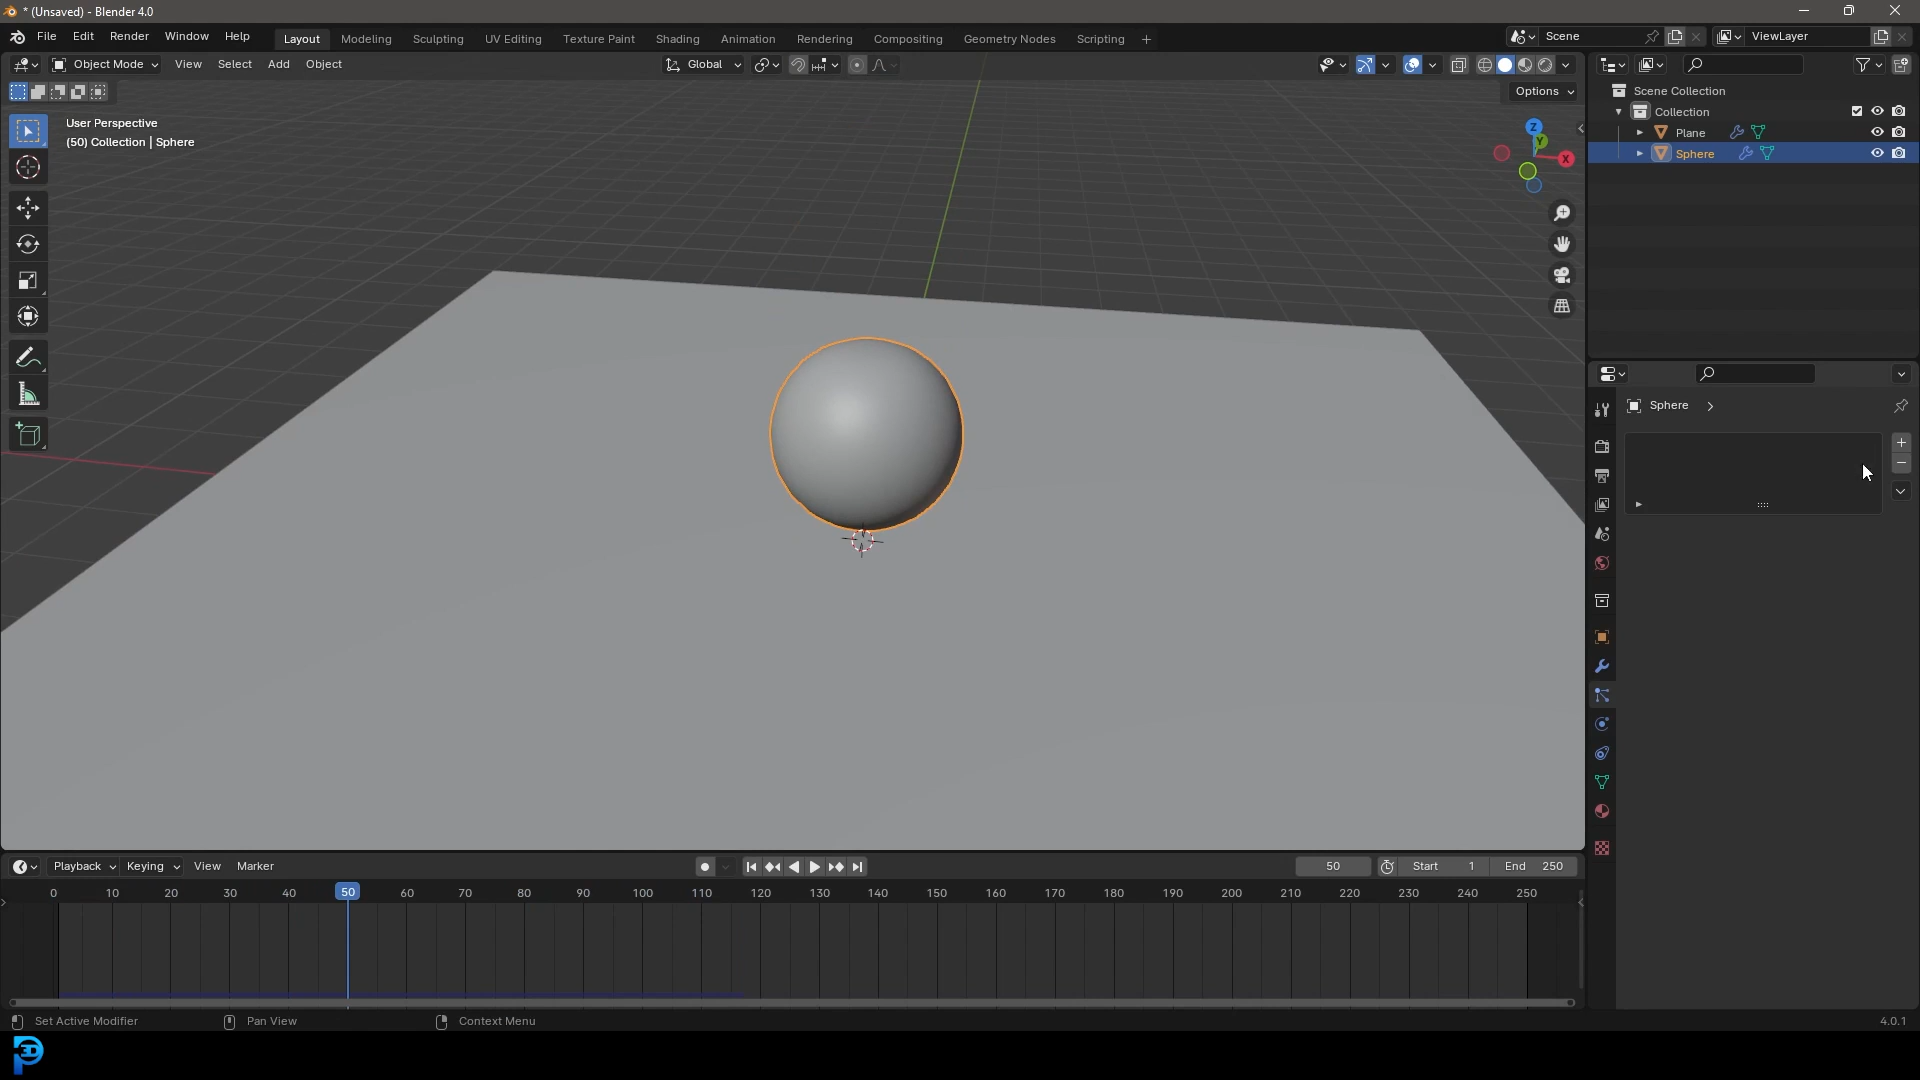 * (Unsaved) - Blender 4.0
File Edit Render Window Help
Layout Modeling Sculpting UV Editing Texture Paint Shading Animation Rendering Compositing Geometry Nodes Scripting +
Scene
ViewLayer
Object Mode View Select Add Object
Global
Options
User Perspective
(50) Collection | Sphere
Z
Y
X
Scene Collection
Collection
Plane
Sphere
Sphere
Playback Keying View Marker
50
Start 1 End 250
0 10 20 30 40 50 60 70 80 90 100 110 120 130 140 150 160 170 180 190 200 210 220 230 240 250
Set Active Modifier Pan View Context Menu
4.0.1
P3D